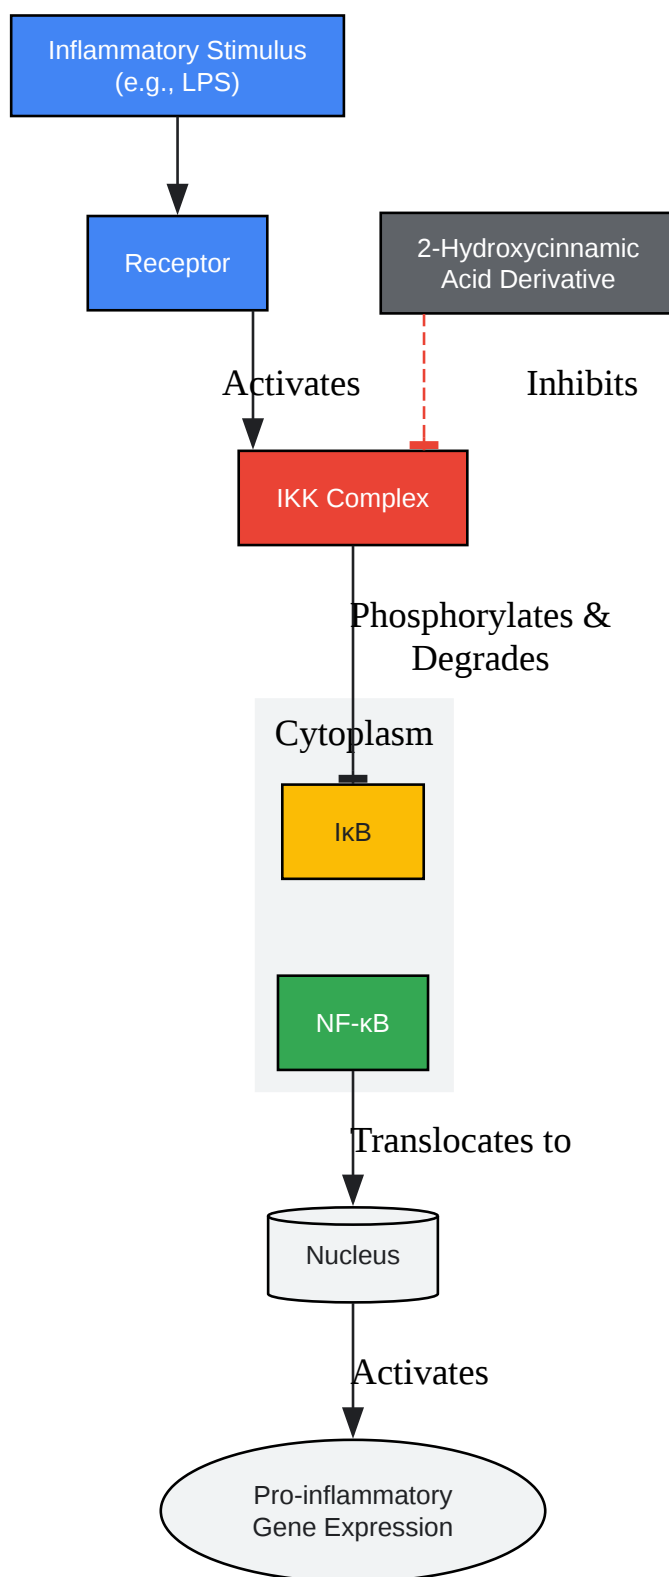 Inflammatory Stimulus
(e.g., LPS)
Receptor
2-Hydroxycinnamic
Acid Derivative
Activates
Inhibits
IKK Complex
Phosphorylates &
Degrades
Cytoplasm
IκB
NF-κB
Translocates to
Nucleus
Activates
Pro-inflammatory
Gene Expression